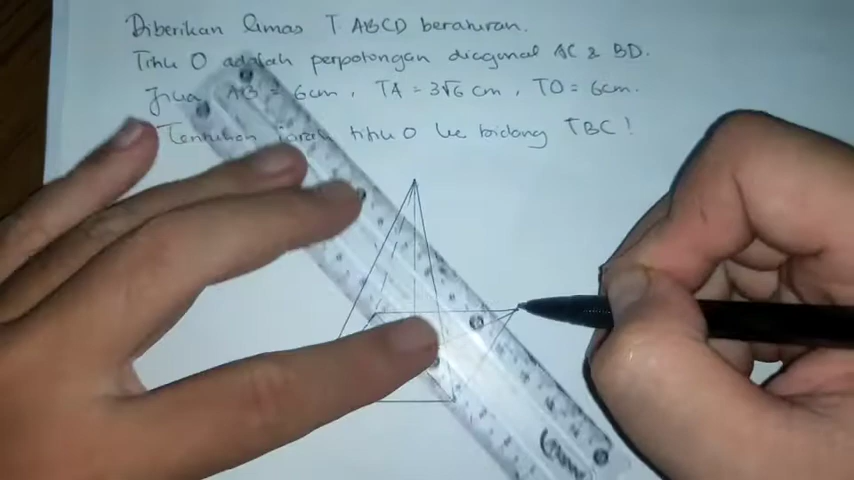 Diberikan limas T. ABCD beraturan.
Titik O adalah perpotongan diagonal AC & BD.
Jika AB = 6cm, TA = 3√6 cm, TO = 6cm.
Tentukan jarak titik O ke bidang TBC!